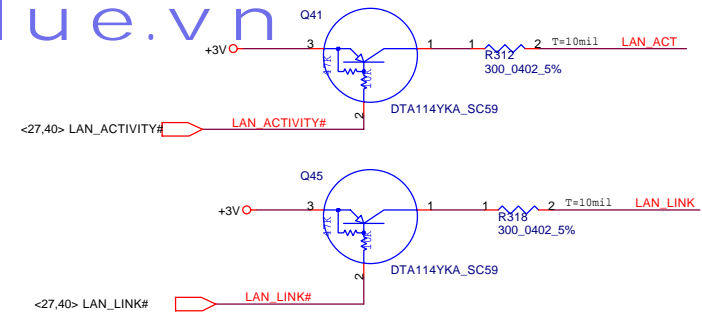 lue.vn
Q41
+3V
3
1
1
2
T=10mil
LAN_ACT
R312
300_0402_5%
47K
10K
DTA114YKA_SC59
2
<27,40> LAN_ACTIVITY#
LAN_ACTIVITY#
Q45
+3V
3
1
1
2
T=10mil
LAN_LINK
R318
300_0402_5%
47K
10K
DTA114YKA_SC59
2
<27,40> LAN_LINK#
LAN_LINK#